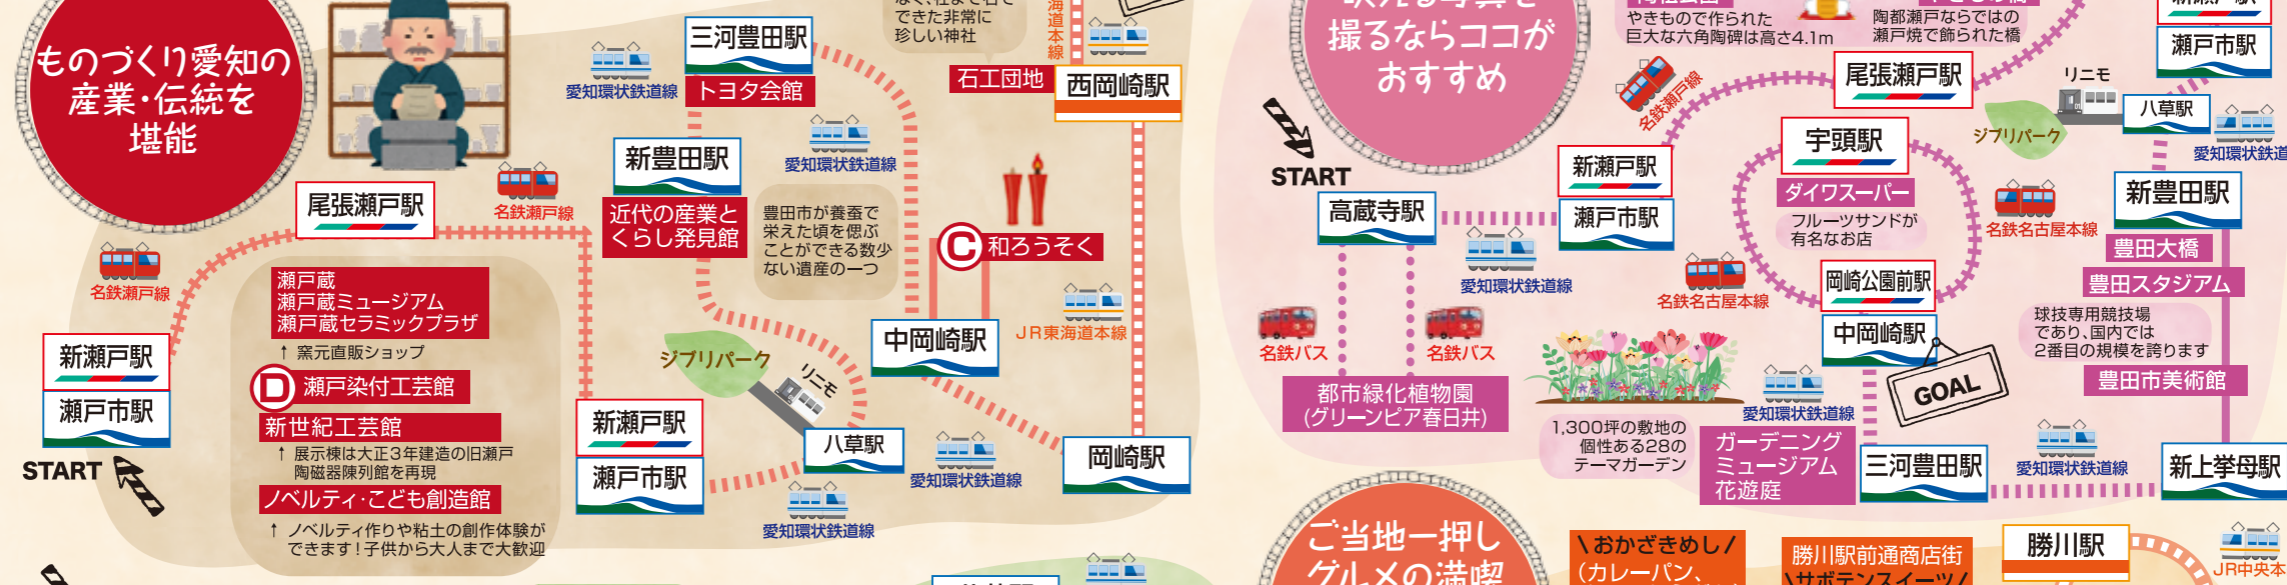 ものづくり愛知の
産業・伝統を
堪能
尾張瀬戸駅
名鉄瀬戸線
名鉄瀬戸線
新瀬戸駅
瀬戸市駅
START
瀬戸蔵
瀬戸蔵ミュージアム
瀬戸蔵セラミックプラザ
↑ 窯元直販ショップ
D 瀬戸染付工芸館
新世紀工芸館
↑ 展示棟は大正3年建造の旧瀬戸
陶磁器陳列館を再現
ノベルティ・こども創造館
↑ ノベルティ作りや粘土の創作体験が
できます!子供から大人まで大歓迎
新瀬戸駅
瀬戸市駅
愛知環状鉄道線
三河豊田駅
トヨタ会館
新豊田駅
近代の産業と
くらし発見館
愛知環状鉄道線
豊田市が養蚕で
栄えた頃を偲ぶ
ことができる数少
ない遺産の一つ
できた非常に
珍しい神社
海道本線
石工団地
西岡崎駅
C 和ろうそく
JR東海道本線
中岡崎駅
ジブリパーク
リニモ
八草駅
愛知環状鉄道線
愛知環状鉄道線
岡崎駅
撮るならココが
おすすめ
START
高蔵寺駅
愛知環状鉄道線
名鉄バス
名鉄バス
都市緑化植物園
(グリーンピア春日井)
やきもので作られた
巨大な六角陶碑は高さ4.1m
陶都瀬戸ならではの
瀬戸焼で飾られた橋
名鉄瀬戸線
尾張瀬戸駅
新瀬戸駅
瀬戸市駅
宇頭駅
ダイワスーパー
フルーツサンドが
有名なお店
名鉄名古屋本線
名鉄名古屋本線
岡崎公園前駅
中岡崎駅
GOAL
愛知環状鉄道線
1,300坪の敷地の
個性ある28の
テーマガーデン
ガーデニング
ミュージアム
花遊庭
三河豊田駅
愛知環状鉄道線
新上挙母駅
瀬戸市駅
リニモ
ジブリパーク
八草駅
愛知環状鉄道
新豊田駅
豊田大橋
豊田スタジアム
球技専用競技場
であり、国内では
2番目の規模を誇ります
豊田市美術館
ご当地一押し
グルメの満喫
\おかざきめし/
(カレーパン、
勝川駅前通商店街
\サボテンスイーツ/
勝川駅
JR中央本